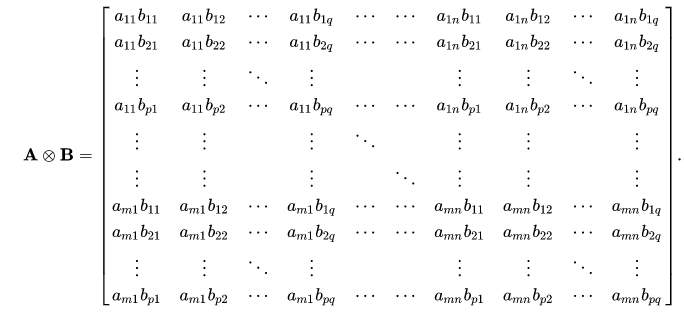 a₁₁b₁₁ a₁₁b₁₂ ⋯ a₁₁b₁q ⋯ ⋯ a₁ₙb₁₁ a₁ₙb₁₂ ⋯ a₁ₙb₁q
a₁₁b₂₁ a₁₁b₂₂ ⋯ a₁₁b₂q ⋯ ⋯ a₁ₙb₂₁ a₁ₙb₂₂ ⋯ a₁ₙb₂q
⋮ ⋮ ⋱ ⋮ ⋮ ⋮ ⋱ ⋮
a₁₁bₚ₁ a₁₁bₚ₂ ⋯ a₁₁bₚq ⋯ ⋯ a₁ₙbₚ₁ a₁ₙbₚ₂ ⋯ a₁ₙbₚq
⋮ ⋮ ⋮ ⋱ ⋮ ⋮ ⋮
A ⊗ B = .
⋮ ⋮ ⋮ ⋱ ⋮ ⋮ ⋮
aₘ₁b₁₁ aₘ₁b₁₂ ⋯ aₘ₁b₁q ⋯ ⋯ aₘₙb₁₁ aₘₙb₁₂ ⋯ aₘₙb₁q
aₘ₁b₂₁ aₘ₁b₂₂ ⋯ aₘ₁b₂q ⋯ ⋯ aₘₙb₂₁ aₘₙb₂₂ ⋯ aₘₙb₂q
⋮ ⋮ ⋱ ⋮ ⋮ ⋮ ⋱ ⋮
aₘ₁bₚ₁ aₘ₁bₚ₂ ⋯ aₘ₁bₚq ⋯ ⋯ aₘₙbₚ₁ aₘₙbₚ₂ ⋯ aₘₙbₚq